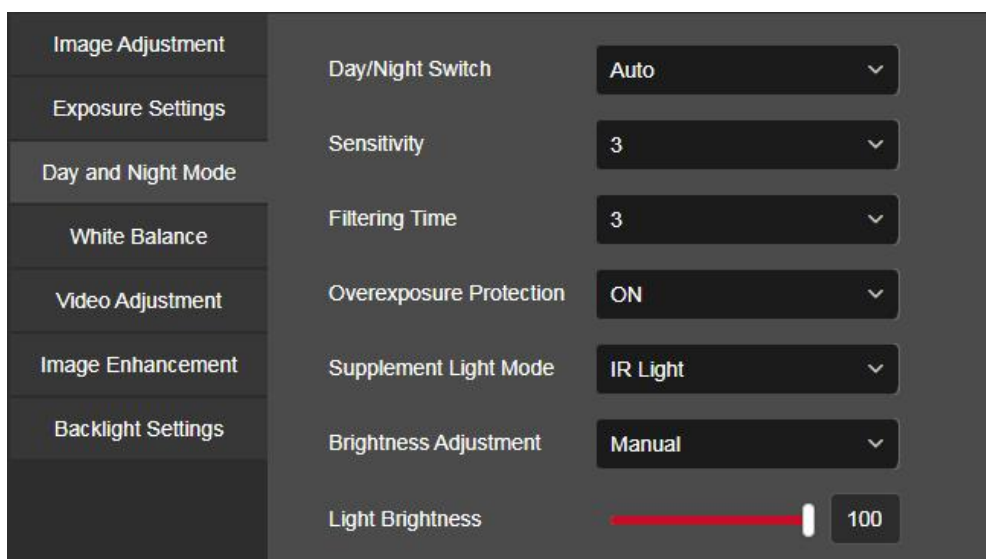 Image Adjustment
Exposure Settings
Day and Night Mode
White Balance
Video Adjustment
Image Enhancement
Backlight Settings
Day/Night Switch Auto
Sensitivity 3
Filtering Time 3
Overexposure Protection ON
Supplement Light Mode IR Light
Brightness Adjustment Manual
Light Brightness 100